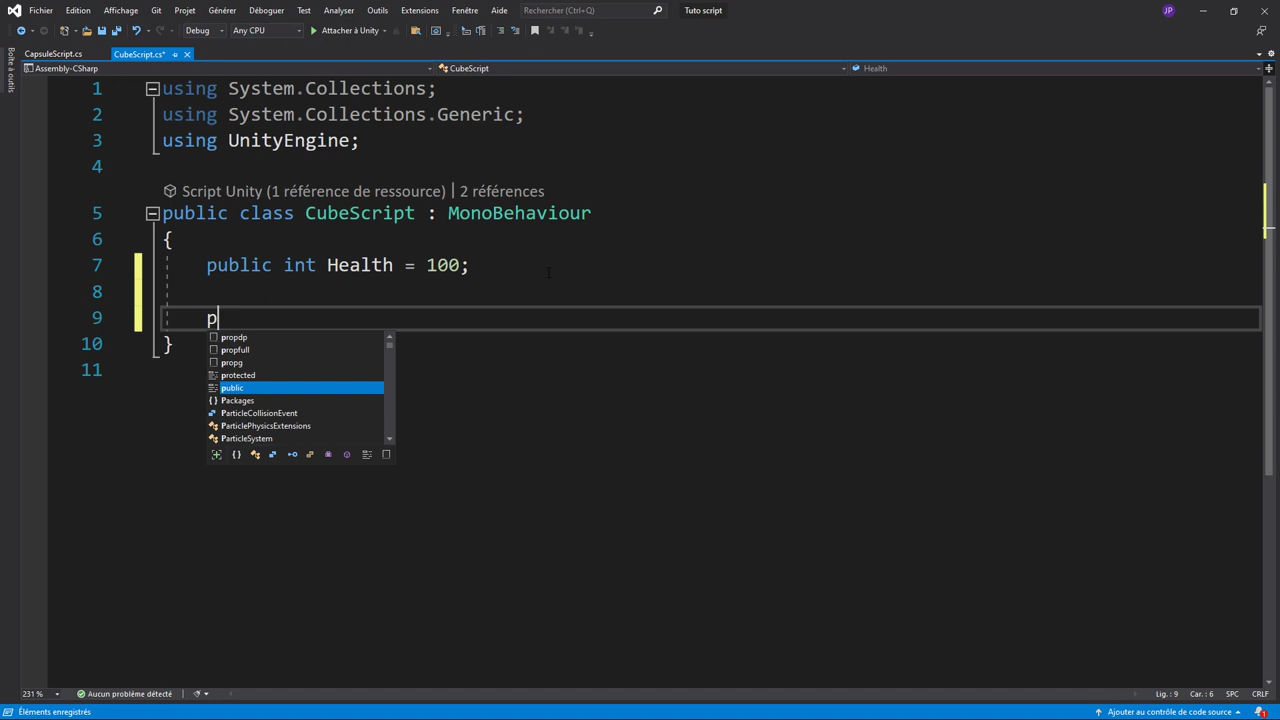 Fichier Edition Affichage Git Projet Générer Déboguer Test Analyser Outils Extensions Fenêtre Aide Rechercher (Ctrl+Q) Tuto script JP
Debug Any CPU Attacher à Unity
Boîte à outils
CapsuleScript.cs CubeScript.cs*
Assembly-CSharp CubeScript Health
1 using System.Collections;
2 using System.Collections.Generic;
3 using UnityEngine;
4
Script Unity (1 référence de ressource) | 2 références
5 public class CubeScript : MonoBehaviour
6 {
7 public int Health = 100;
8
9 p
propdp
propfull
propg
protected
public
{ } Packages
ParticleCollisionEvent
ParticlePhysicsExtensions
ParticleSystem
10 }
11
231 % Aucun problème détecté Lig. : 9 Car. : 6 SPC CRLF
Éléments enregistrés Ajouter au contrôle de code source 1